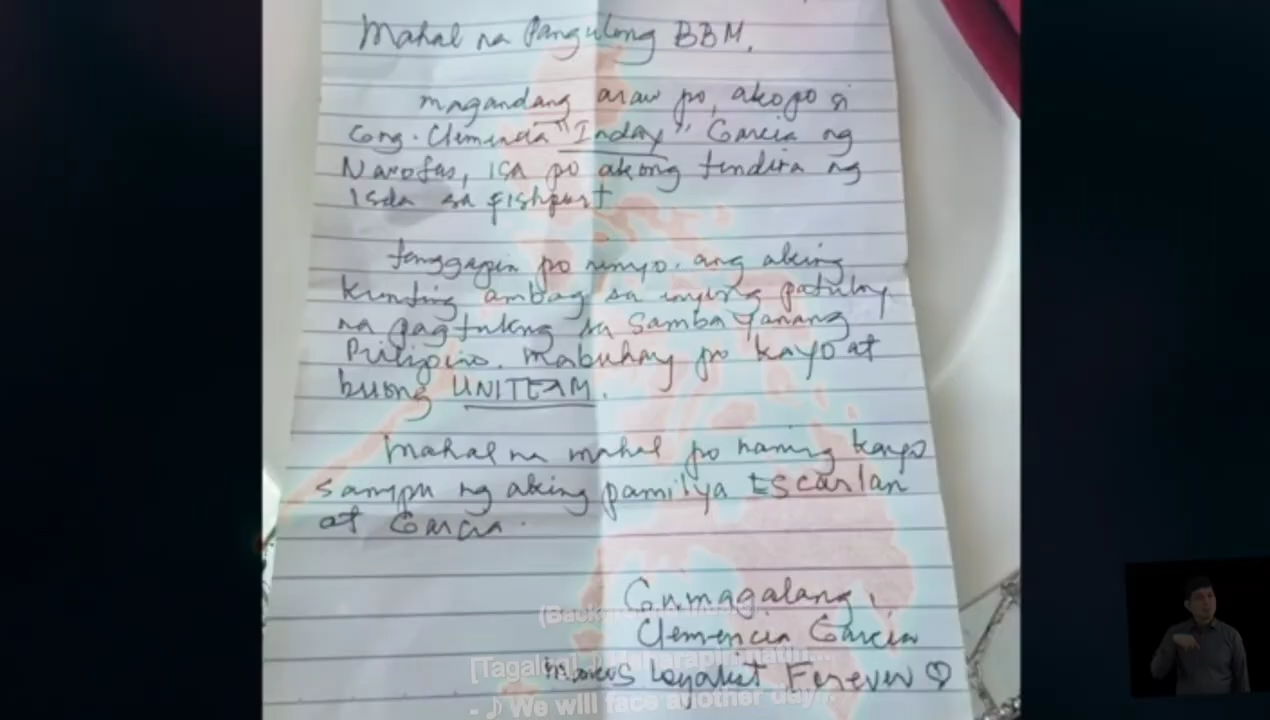 Mahal na Pangulong BBM,
magandang araw po, ako po si
Cong. Clemencia "Inday" Garcia ng
Navotas, isa po akong tindira ng
Isda sa fishport
tanggapin po ninyo. ang aking
kunting ambag sa inyong patuloy
na pagtulong sa Sambayanang
Pilipino. Mabuhay po kayo at
buong UNITEAM.
Mahal na mahal po namin kayo
sampu ng aking pamilya Escarlan
at Garcia.
Gumagalang,
Clemencia Garcia
Marcos Loyalist Forever
[Tagalog]
- ♪ We will face another day...